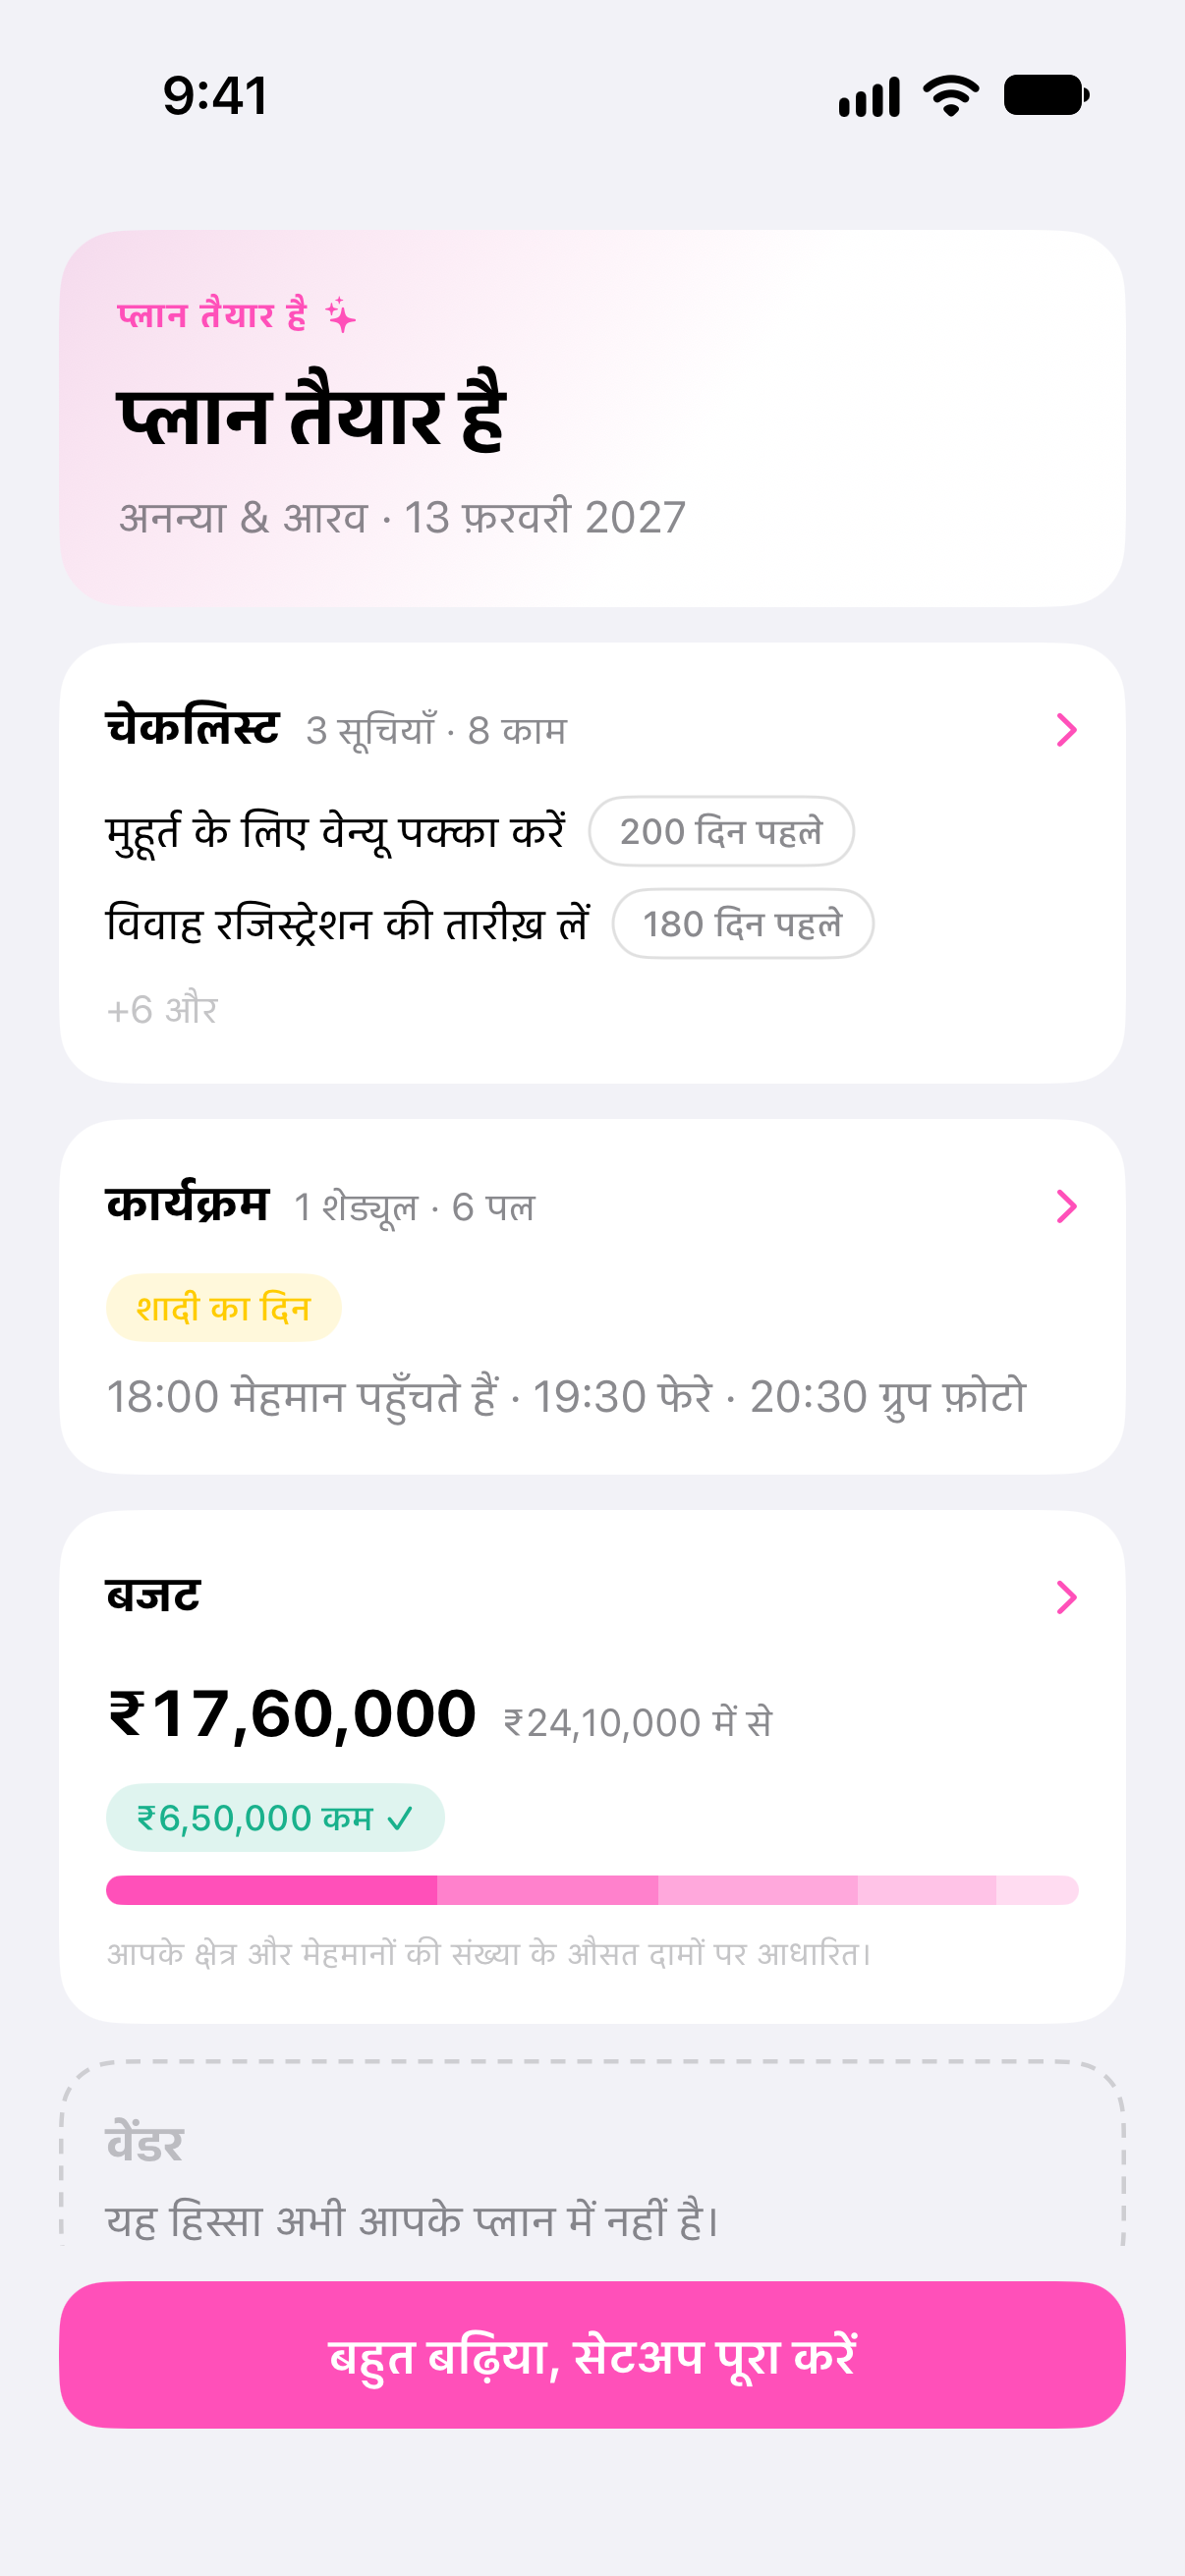 9:41
प्लान तैयार है
प्लान तैयार है
अनन्या & आरव · 13 फ़रवरी 2027
चेकलिस्ट 3 सूचियाँ · 8 काम
मुहूर्त के लिए वेन्यू पक्का करें 200 दिन पहले
विवाह रजिस्ट्रेशन की तारीख़ लें 180 दिन पहले
+6 और
कार्यक्रम 1 शेड्यूल · 6 पल
शादी का दिन
18:00 मेहमान पहुँचते हैं · 19:30 फेरे · 20:30 ग्रुप फ़ोटो
बजट
₹17,60,000 ₹24,10,000 में से
₹6,50,000 कम ✓
आपके क्षेत्र और मेहमानों की संख्या के औसत दामों पर आधारित।
वेंडर
यह हिस्सा अभी आपके प्लान में नहीं है।
बहुत बढ़िया, सेटअप पूरा करें